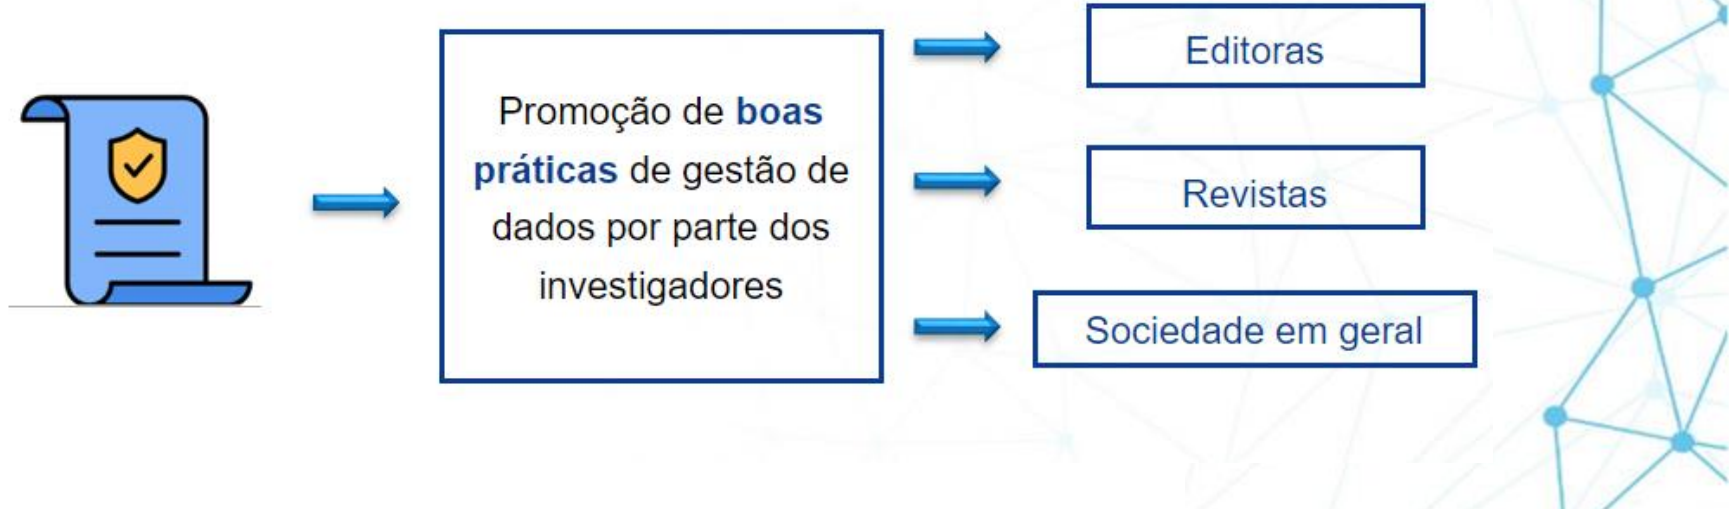 Promoção de boas
práticas de gestão de
dados por parte dos
investigadores
Editoras
Revistas
Sociedade em geral